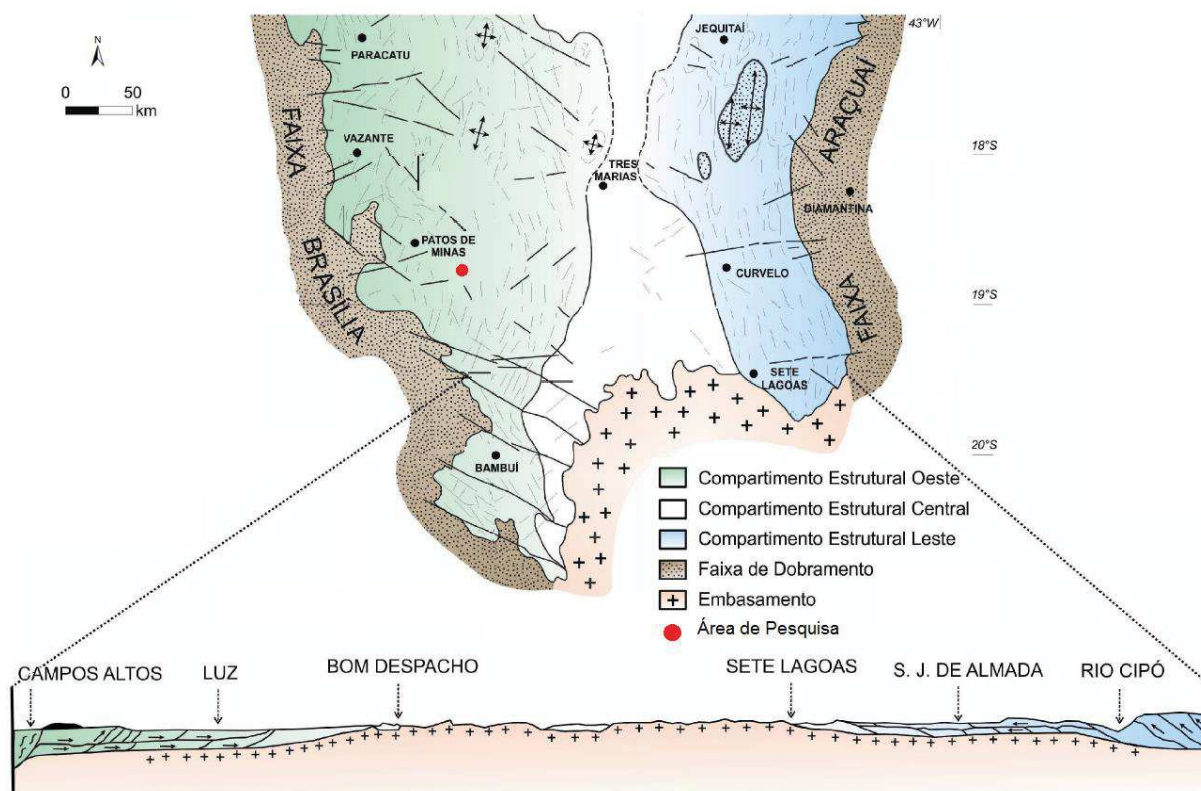 43°W
N
0 50
km
PARACATU
JEQUITAÍ
FAIXA
BRASÍLIA
VAZANTE
TRES
MARIAS
ARAÇUAÍ
FAIXA
18°S
DIAMANTINA
PATOS DE
MINAS
CURVELO
19°S
SETE
LAGOAS
BAMBUÍ
20°S
Compartimento Estrutural Oeste
Compartimento Estrutural Central
Compartimento Estrutural Leste
Faixa de Dobramento
Embasamento
Área de Pesquisa
CAMPOS ALTOS
LUZ
BOM DESPACHO
SETE LAGOAS
S. J. DE ALMADA
RIO CIPÓ